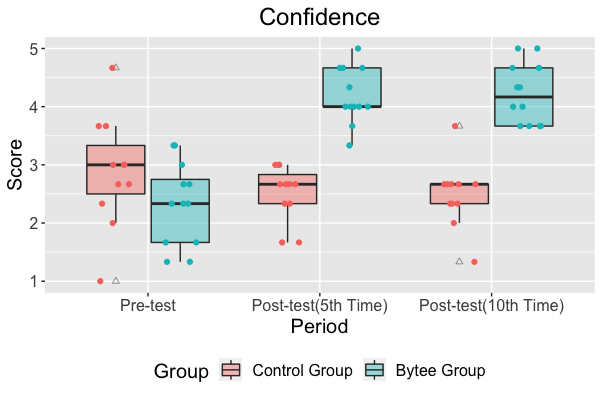 Confidence
Score
5
4
3
2
1
Pre-test
Post-test(5th Time)
Post-test(10th Time)
Period
Group
Control Group
Bytee Group